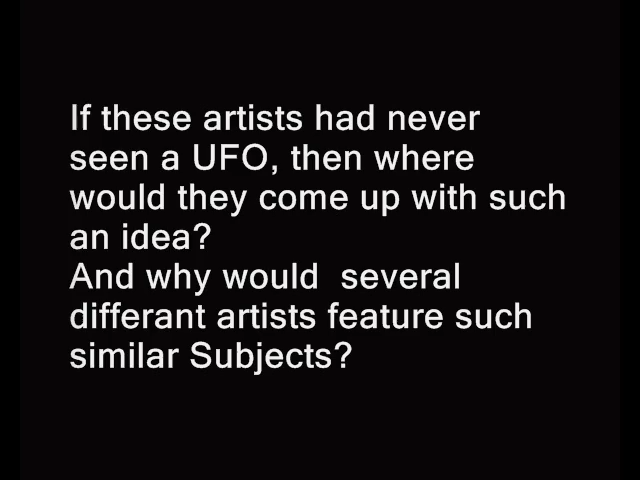 If these artists had never
seen a UFO, then where
would they come up with such
an idea?
And why would  several
differant artists feature such
similar Subjects?